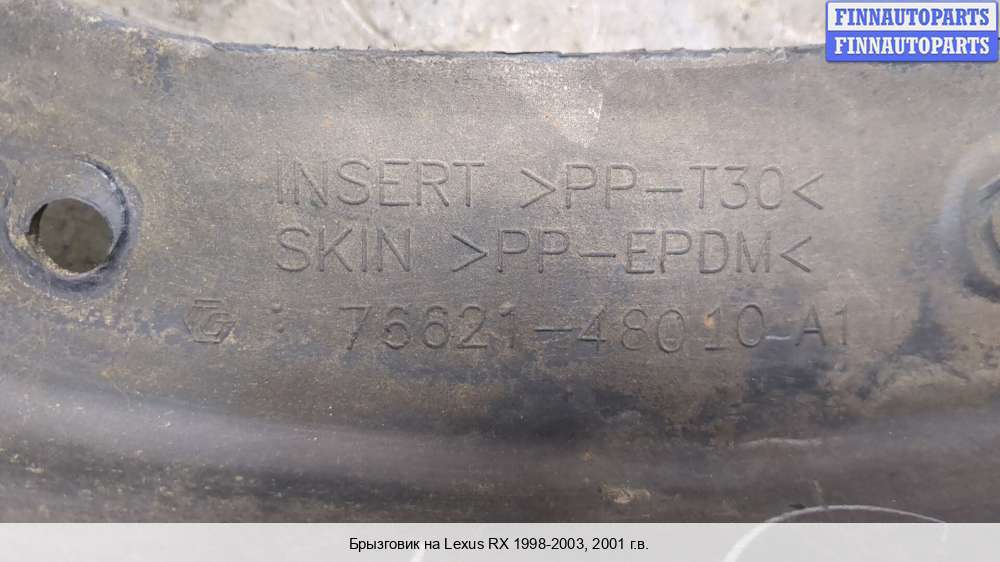 FINNAUTOPARTS
FINNAUTOPARTS
INSERT >PP-T30<
SKIN >PP-EPDM<
: 76621-48010-A1
Брызговик на Lexus RX 1998-2003, 2001 г.в.